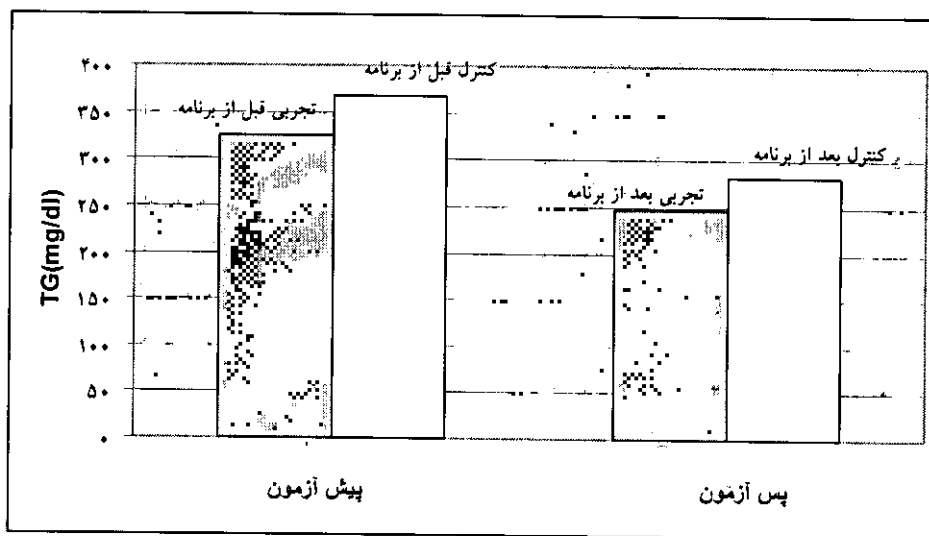 TG(mg/dl)
۴۰۰
۳۵۰
۳۰۰
۲۵۰
۲۰۰
۱۵۰
۱۰۰
۵۰
۰
کنترل قبل از برنامه
تجربی قبل از برنامه
کنترل بعد از برنامه
تجربی بعد از برنامه
پیش آزمون
پس آزمون